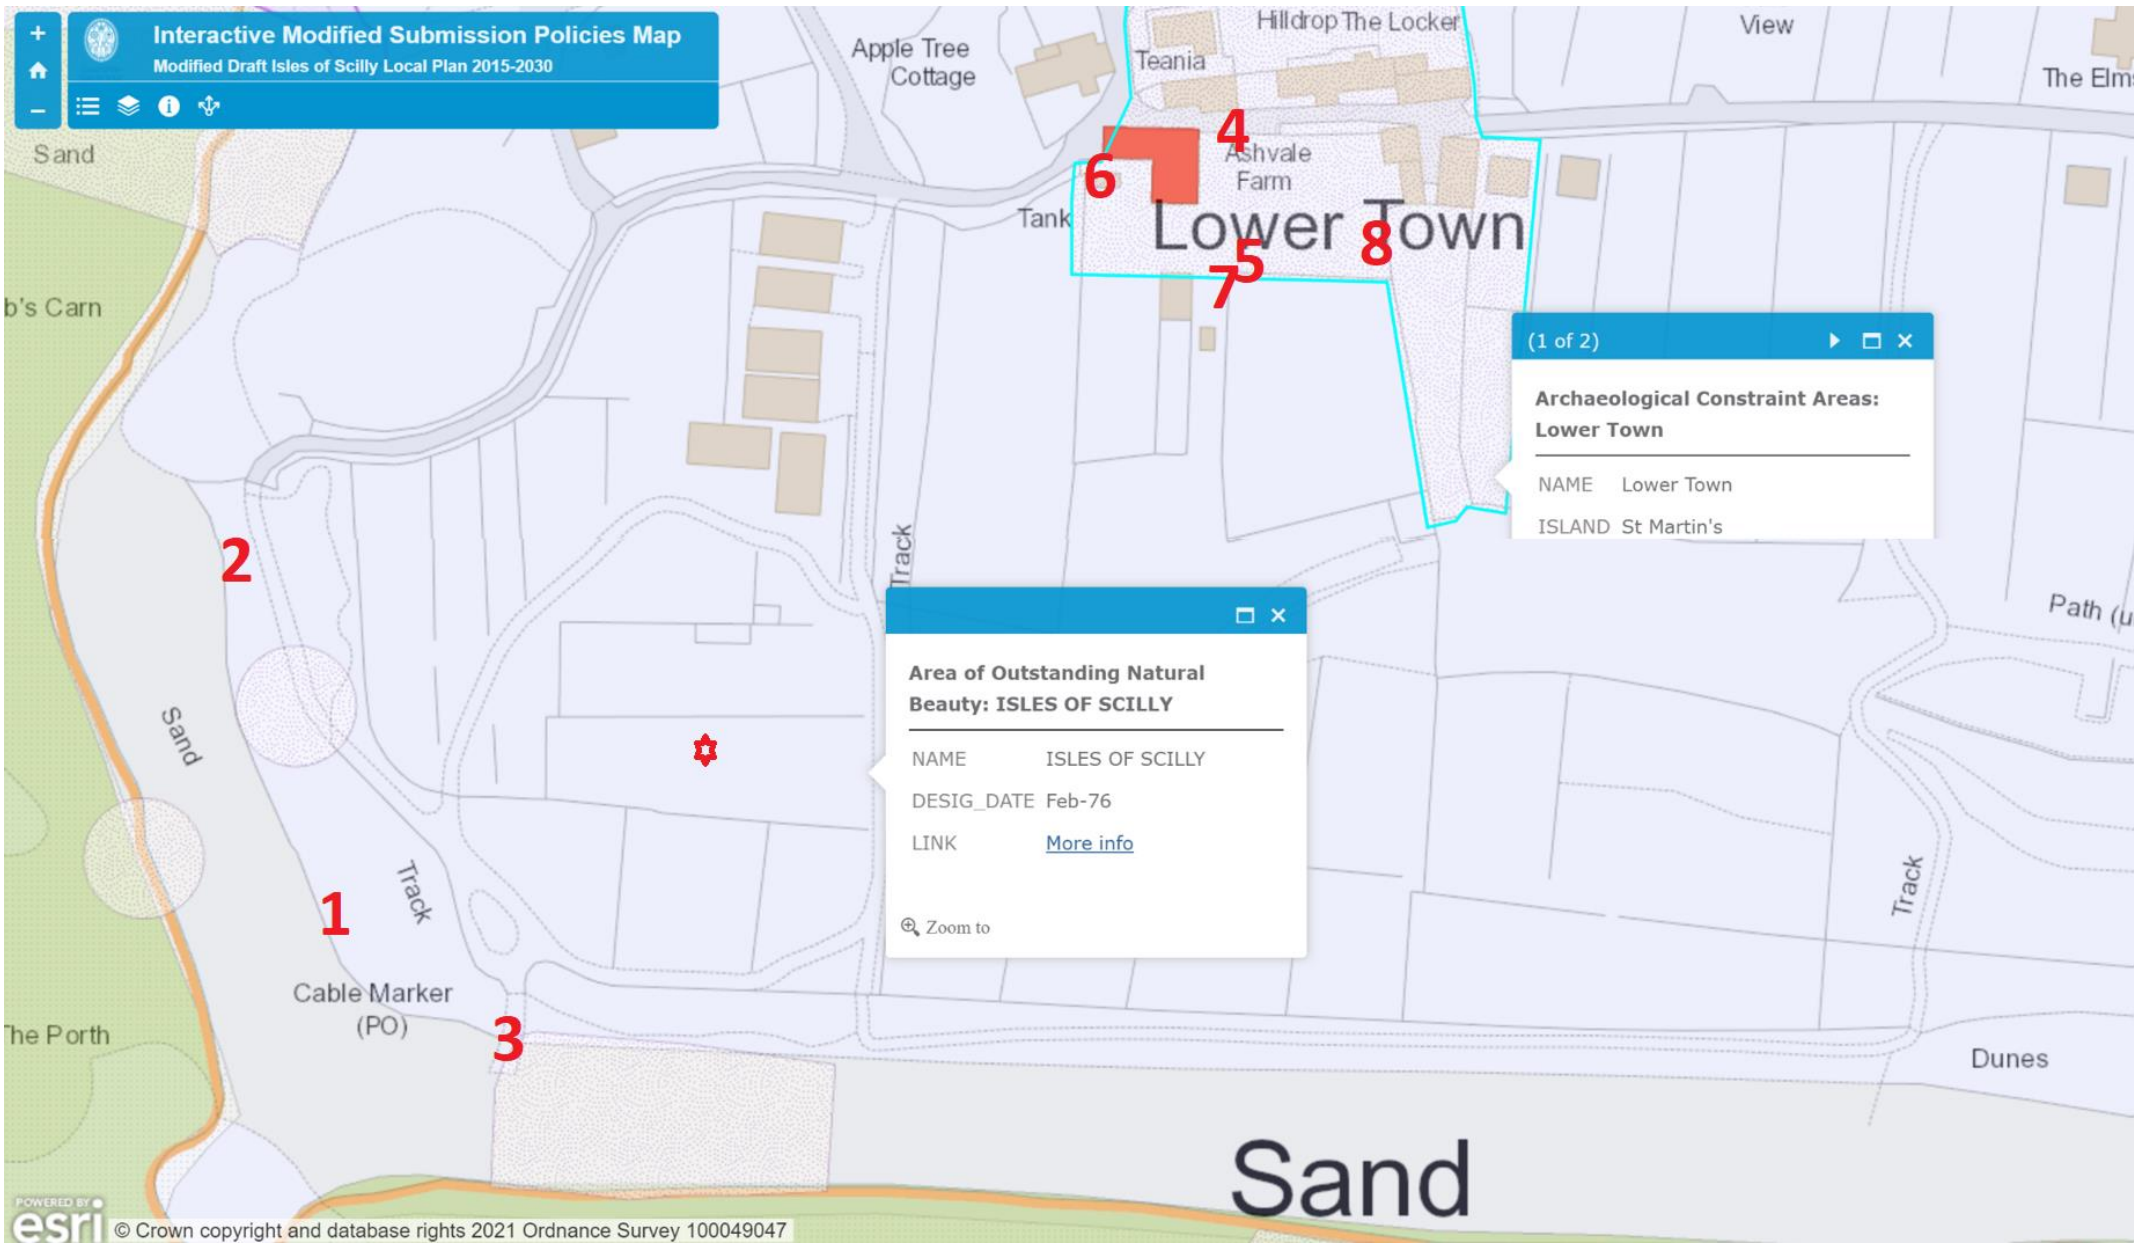 +
Interactive Modified Submission Policies Map
Modified Draft Isles of Scilly Local Plan 2015-2030
−
Apple Tree
Cottage
Hilldrop
The Locker
Teania
View
The Elm
Sand
4
Ashvale
Farm
6
Tank
Lower Town
8
5
7
b's Carn
(1 of 2)
Archaeological Constraint Areas:
Lower Town
NAME Lower Town
ISLAND St Martin's
2
Track
Path (u
Area of Outstanding Natural
Beauty: ISLES OF SCILLY
NAME ISLES OF SCILLY
DESIG_DATE Feb-76
LINK More info
Zoom to
Sand
Track
1
Track
Cable Marker
(PO)
3
The Porth
Dunes
Sand
POWERED BY
esri
© Crown copyright and database rights 2021 Ordnance Survey 100049047